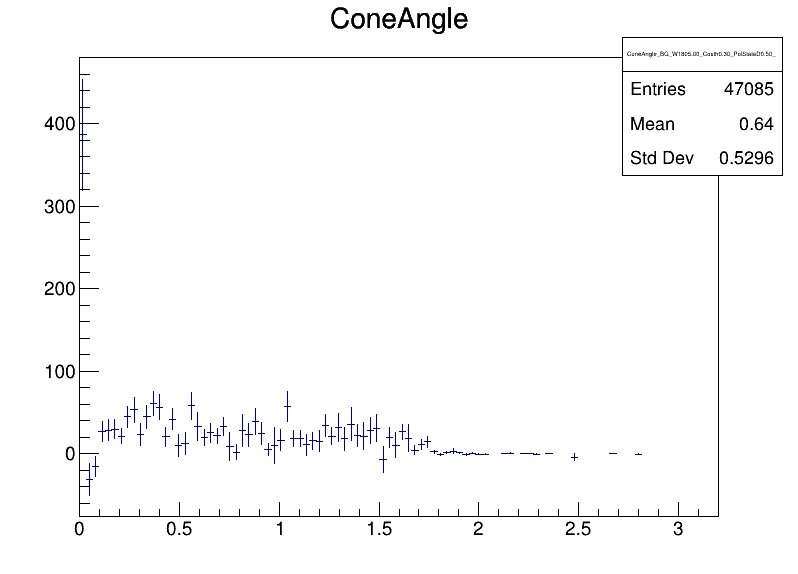 ConeAngle
ConeAngle_BG_W1805.00_Costh0.30_PolStateD0.50_
Entries 47085
Mean 0.64
Std Dev 0.5296
400
300
200
100
0
0 0.5 1 1.5 2 2.5 3